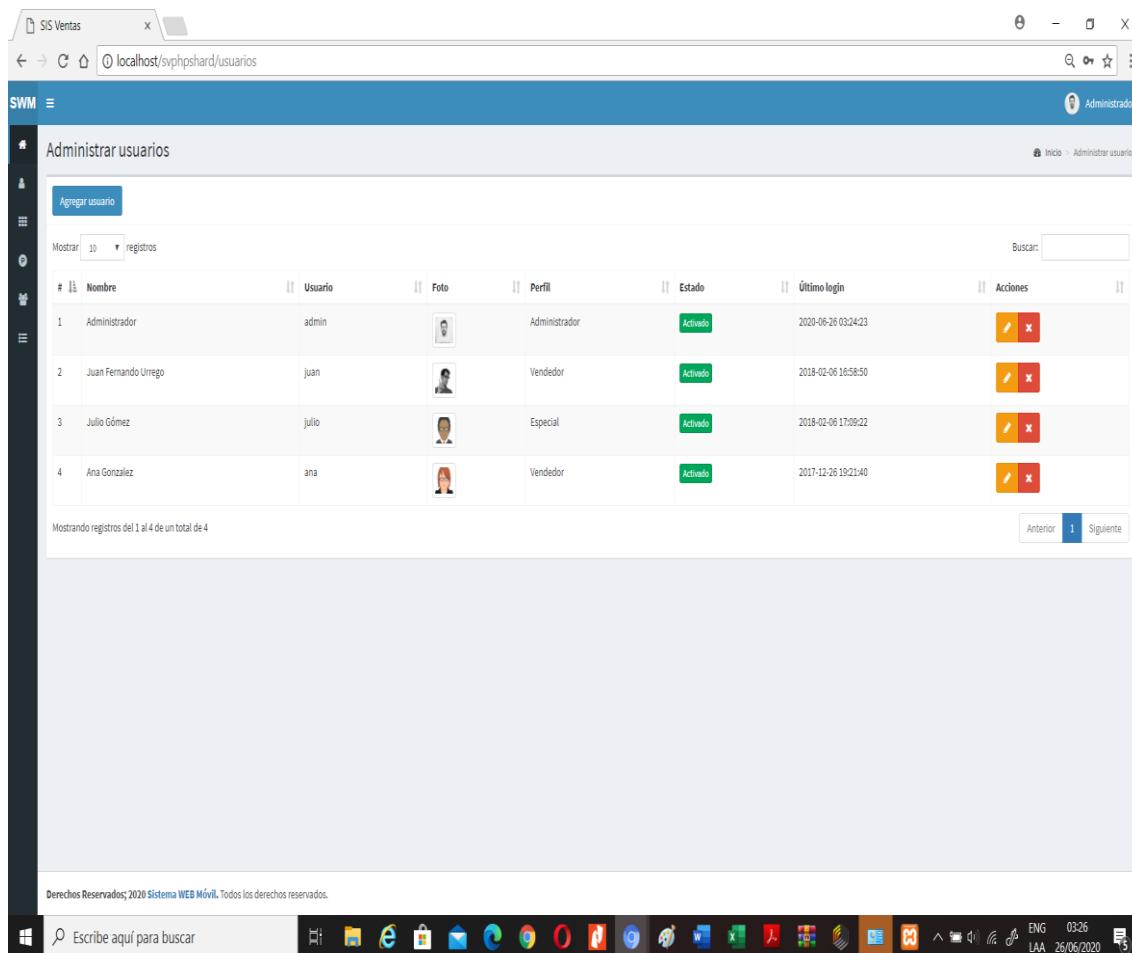 SIS Ventas
localhost/svphpshard/usuarios
SWM
Administrado
Administrar usuarios
Inicio > Administrar usuario
Agregar usuario
Mostrar 10 registros
Buscar:
# Nombre Usuario Foto Perfil Estado Último login Acciones
1 Administrador admin Administrador Activado 2020-06-26 03:24:23
2 Juan Fernando Urrego juan Vendedor Activado 2018-02-06 16:58:50
3 Julio Gómez julio Especial Activado 2018-02-06 17:09:22
4 Ana Gonzalez ana Vendedor Activado 2017-12-26 19:21:40
Mostrando registros del 1 al 4 de un total de 4
Anterior 1 Siguiente
Derechos Reservados; 2020 Sistema WEB Móvil. Todos los derechos reservados.
Escribe aquí para buscar
ENG 03:26
LAA 26/06/2020
5